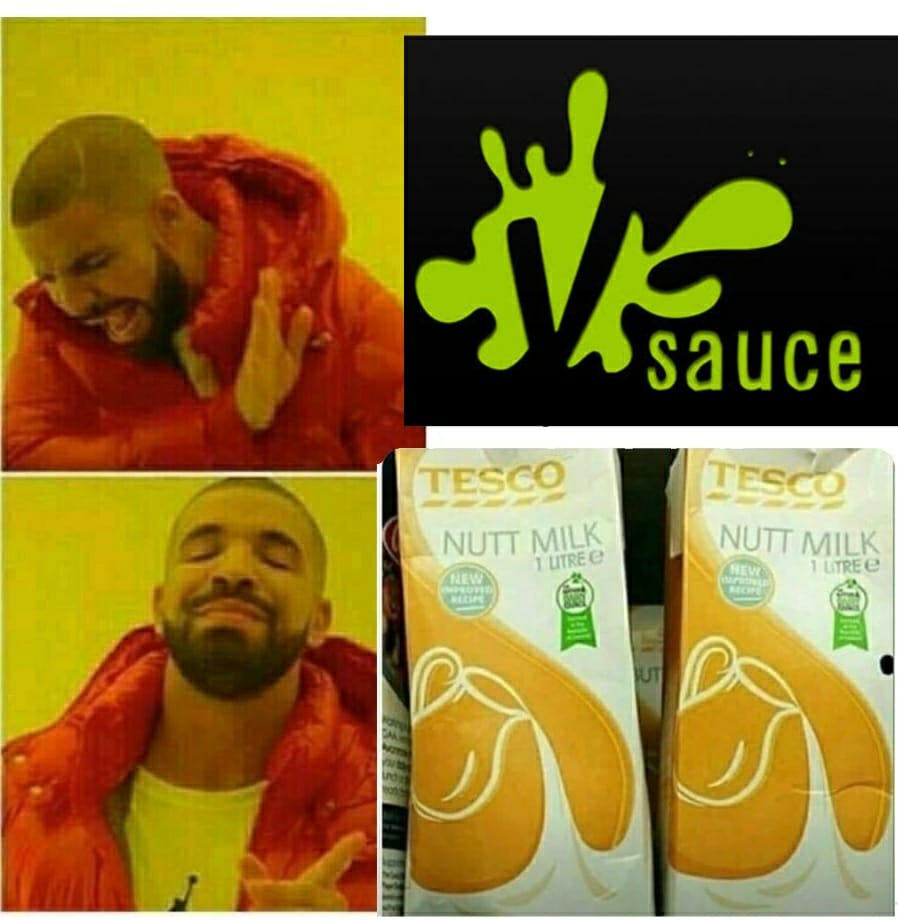 V
sauce
TESCO
NUTT MILK
1 LITRE e
NEW
IMPROVED
RECIPE
TESCO
NUTT MILK
1 LITRE e
NEW
IMPROVED
RECIPE